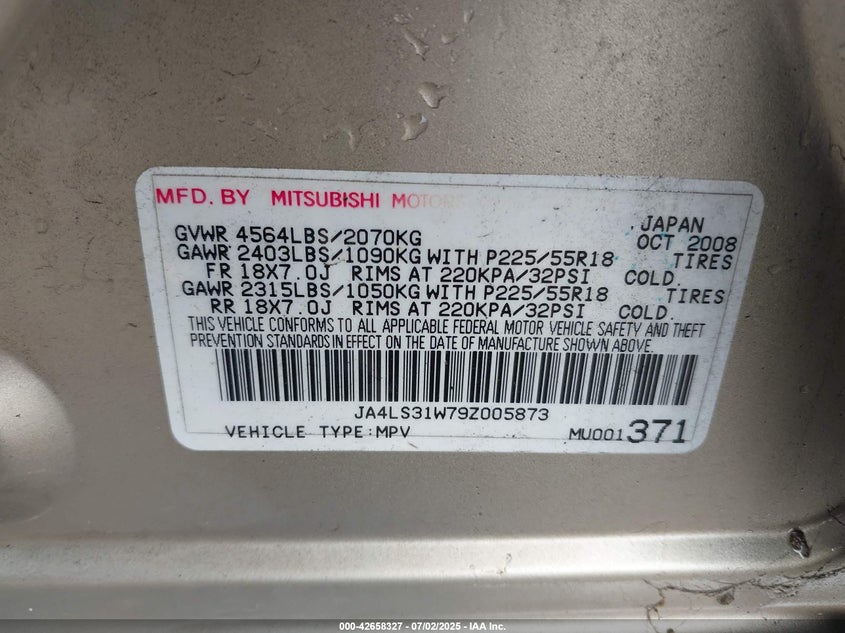 MFD. BY MITSUBISHI MOTORS
JAPAN
GVWR 4564LBS/2070KG OCT 2008
GAWR 2403LBS/1090KG WITH P225/55R18 TIRES
FR 18X7.0J RIMS AT 220KPA/32PSI COLD.
GAWR 2315LBS/1050KG WITH P225/55R18 TIRES
RR 18X7.0J RIMS AT 220KPA/32PSI COLD.
THIS VEHICLE CONFORMS TO ALL APPLICABLE FEDERAL MOTOR VEHICLE SAFETY AND THEFT
PREVENTION STANDARDS IN EFFECT ON THE DATE OF MANUFACTURE SHOWN ABOVE.
JA4LS31W79Z005873
VEHICLE TYPE:MPV MU001371
000-42658327 - 07/02/2025 - IAA Inc.